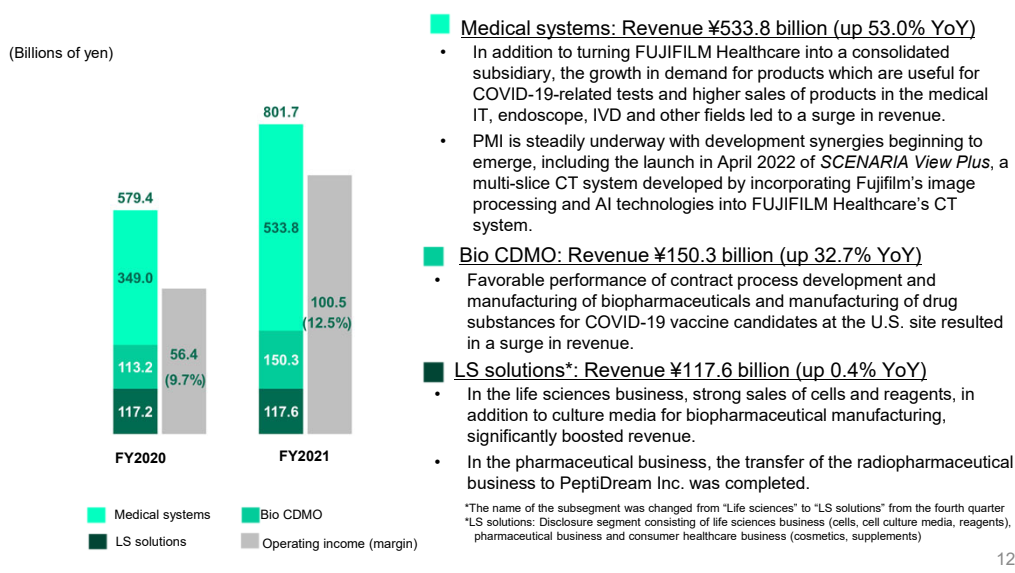 (Billions of yen)
801.7
579.4
533.8
349.0
100.5
(12.5%)
56.4
(9.7%)
150.3
113.2
117.2
117.6
FY2020
FY2021
Medical systems
Bio CDMO
LS solutions
Operating income (margin)
Medical systems: Revenue ¥533.8 billion (up 53.0% YoY)
• In addition to turning FUJIFILM Healthcare into a consolidated
subsidiary, the growth in demand for products which are useful for
COVID-19-related tests and higher sales of products in the medical
IT, endoscope, IVD and other fields led to a surge in revenue.
• PMI is steadily underway with development synergies beginning to
emerge, including the launch in April 2022 of SCENARIA View Plus, a
multi-slice CT system developed by incorporating Fujifilm’s image
processing and AI technologies into FUJIFILM Healthcare’s CT
system.
Bio CDMO: Revenue ¥150.3 billion (up 32.7% YoY)
• Favorable performance of contract process development and
manufacturing of biopharmaceuticals and manufacturing of drug
substances for COVID-19 vaccine candidates at the U.S. site resulted
in a surge in revenue.
LS solutions*: Revenue ¥117.6 billion (up 0.4% YoY)
• In the life sciences business, strong sales of cells and reagents, in
addition to culture media for biopharmaceutical manufacturing,
significantly boosted revenue.
• In the pharmaceutical business, the transfer of the radiopharmaceutical
business to PeptiDream Inc. was completed.
*The name of the subsegment was changed from “Life sciences” to “LS solutions” from the fourth quarter
*LS solutions: Disclosure segment consisting of life sciences business (cells, cell culture media, reagents),
pharmaceutical business and consumer healthcare business (cosmetics, supplements)
12